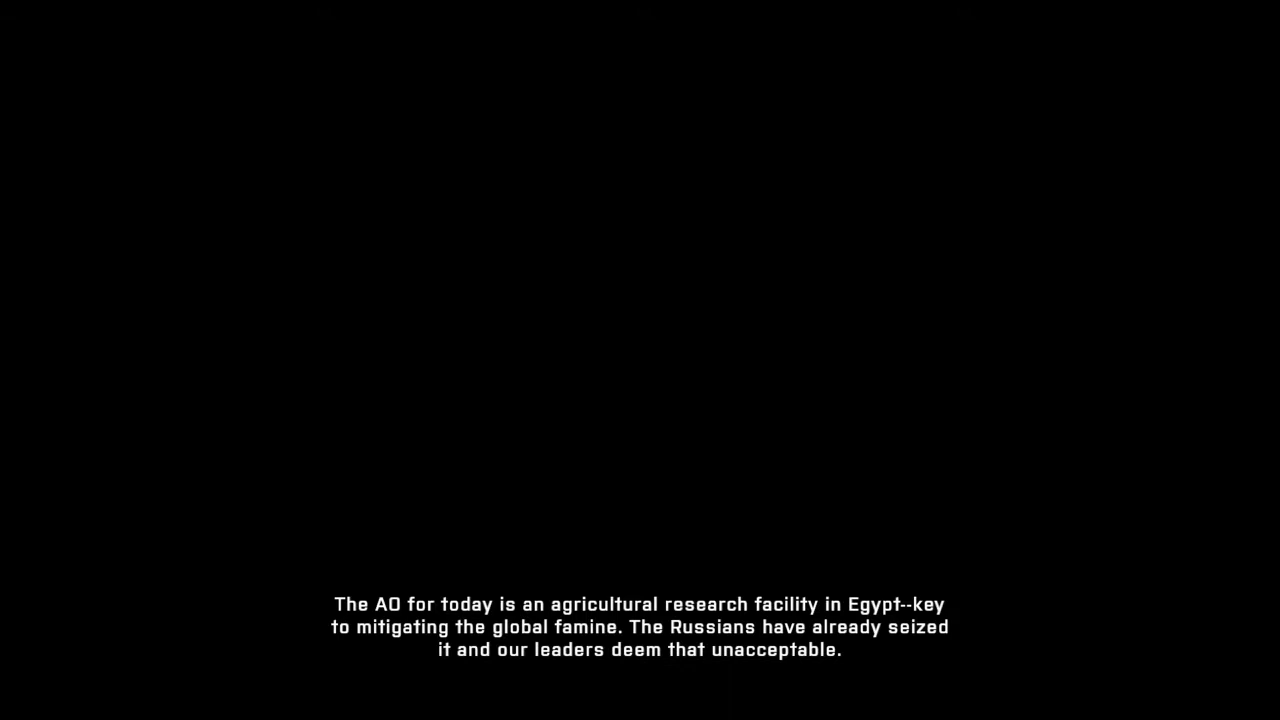 The AO for today is an agricultural research facility in Egypt--key
to mitigating the global famine. The Russians have already seized
it and our leaders deem that unacceptable.